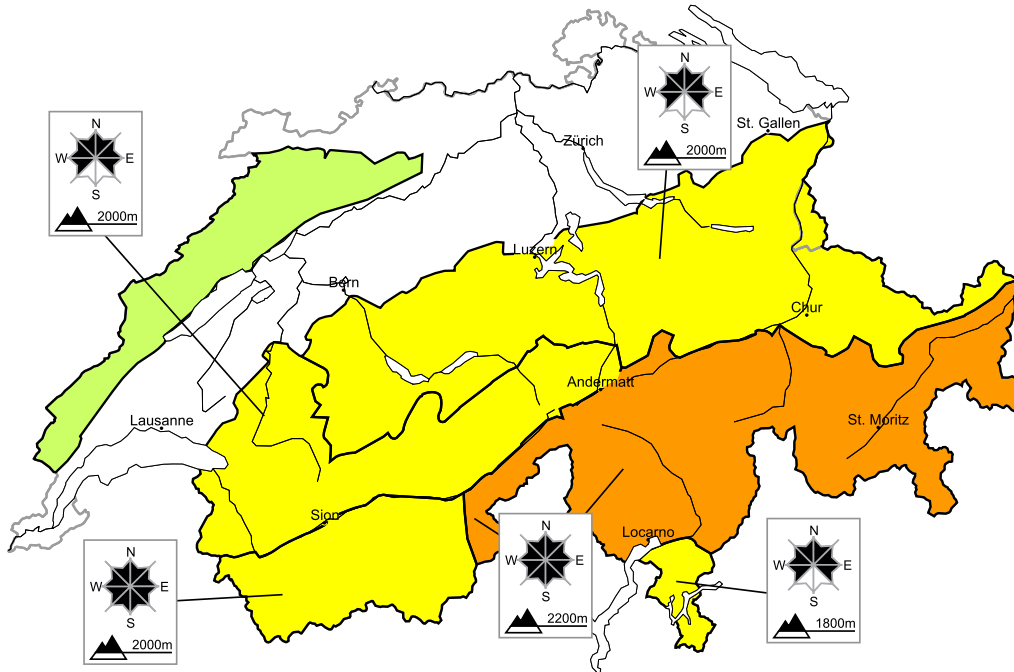 N
W E
S
2000m
N
W E
S
2000m
St. Gallen
Zürich
Luzern
Bern
Chur
Andermatt
Lausanne
St. Moritz
Sion
Locarno
N
W E
S
2000m
N
W E
S
2200m
N
W E
S
1800m